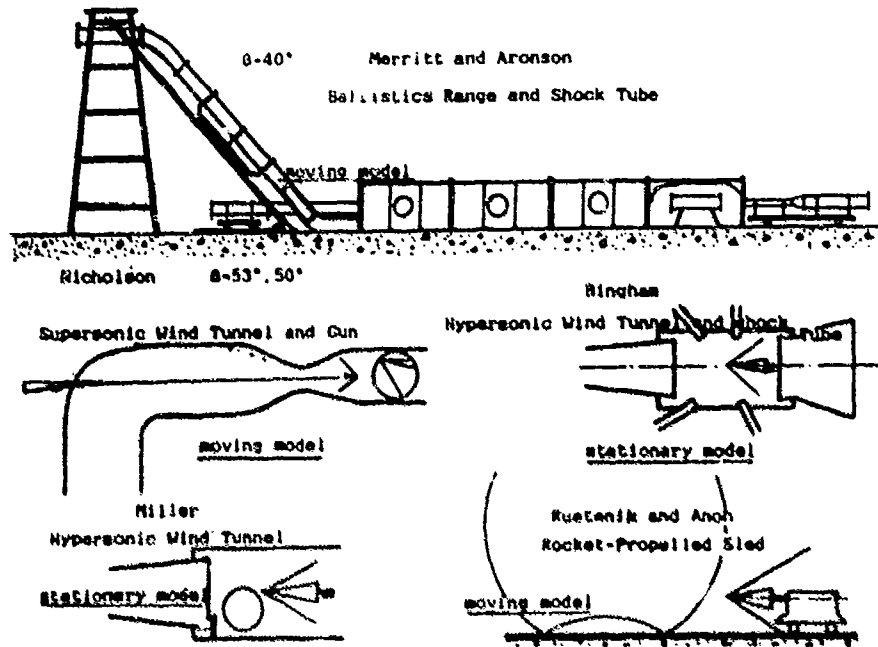 β-40° Merritt and Aronson
Ballistics Range and Shock Tube
moving model
Nicholson β-53°,50°
Supersonic Wind Tunnel and Gun
moving model
Bingham
Hypersonic Wind Tunnel and Shock
Tube
stationary model
Miller
Hypersonic Wind Tunnel
stationary model
Ruetenik and Anon
Rocket-Propelled Sled
moving model